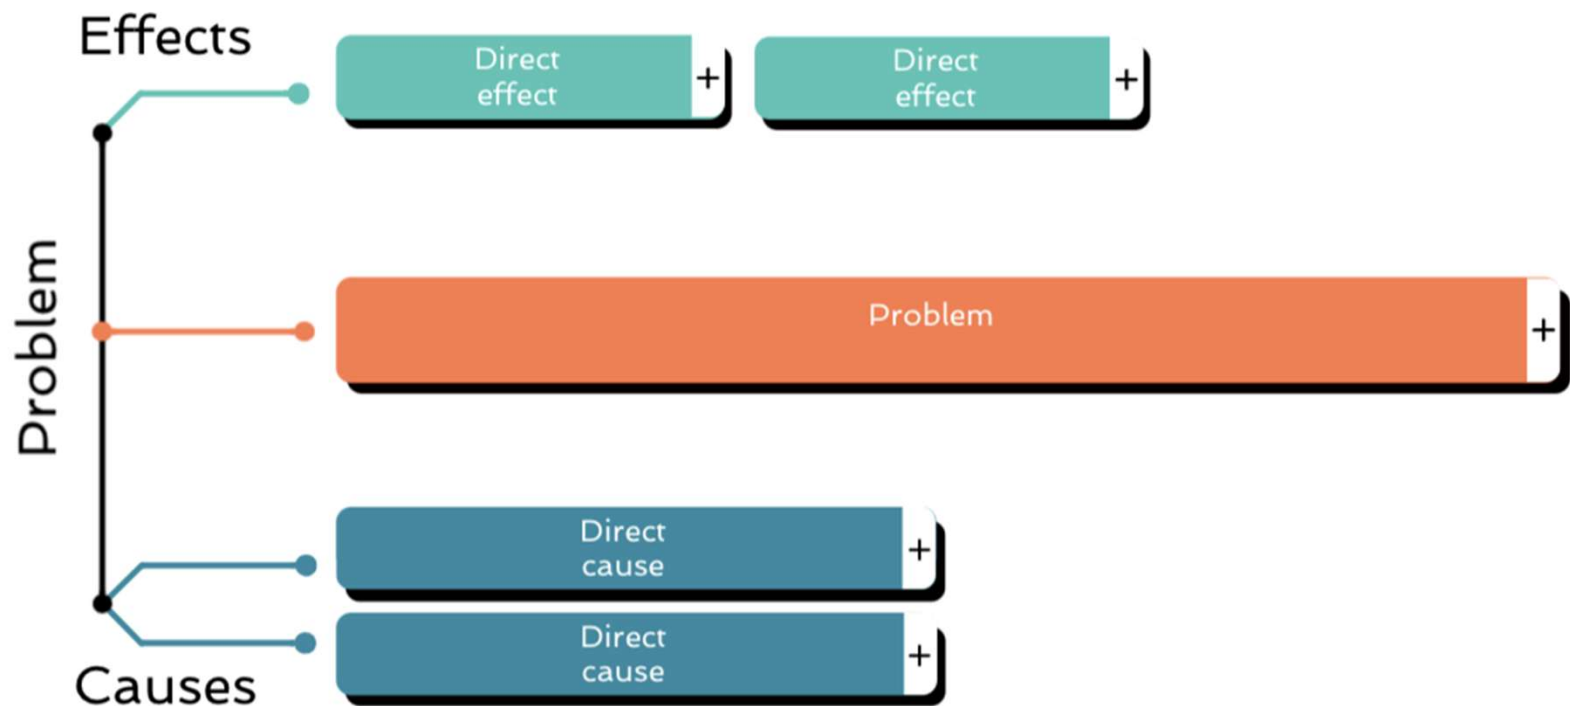 Effects
Direct
effect
+
Direct
effect
+
Problem
Problem
+
Direct
cause
+
Direct
cause
+
Causes